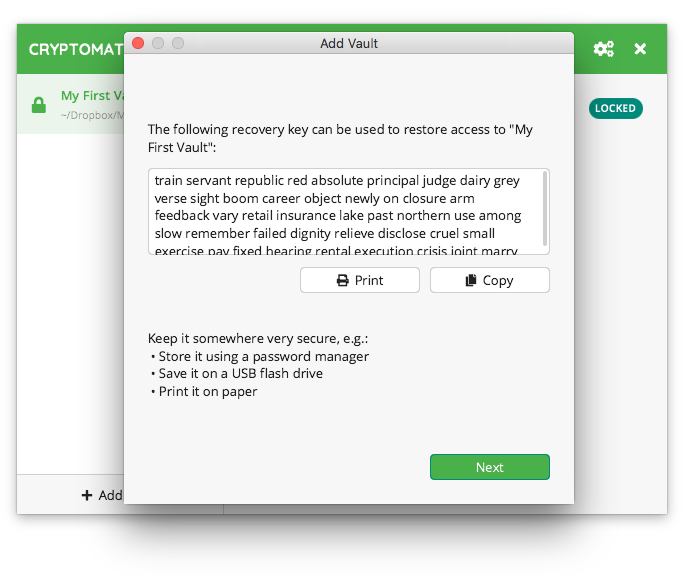 Add Vault
CRYPTOMAT
My First Va
~/Dropbox/M
LOCKED
The following recovery key can be used to restore access to "My
First Vault":
train servant republic red absolute principal judge dairy grey
verse sight boom career object newly on closure arm
feedback vary retail insurance lake past northern use among
slow remember failed dignity relieve disclose cruel small
exercise pay fixed hearing rental execution crisis joint marry
Print
Copy
Keep it somewhere very secure, e.g.:
• Store it using a password manager
• Save it on a USB flash drive
• Print it on paper
Next
Add